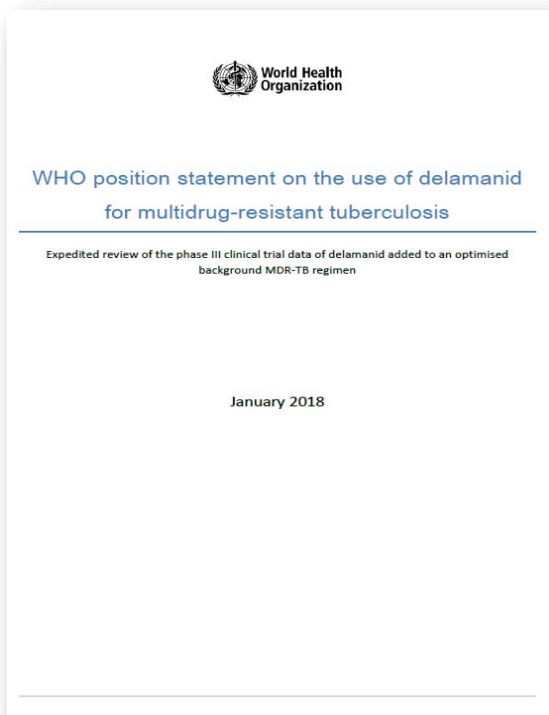 World Health
Organization
WHO position statement on the use of delamanid
for multidrug-resistant tuberculosis
Expedited review of the phase III clinical trial data of delamanid added to an optimised
background MDR-TB regimen
January 2018